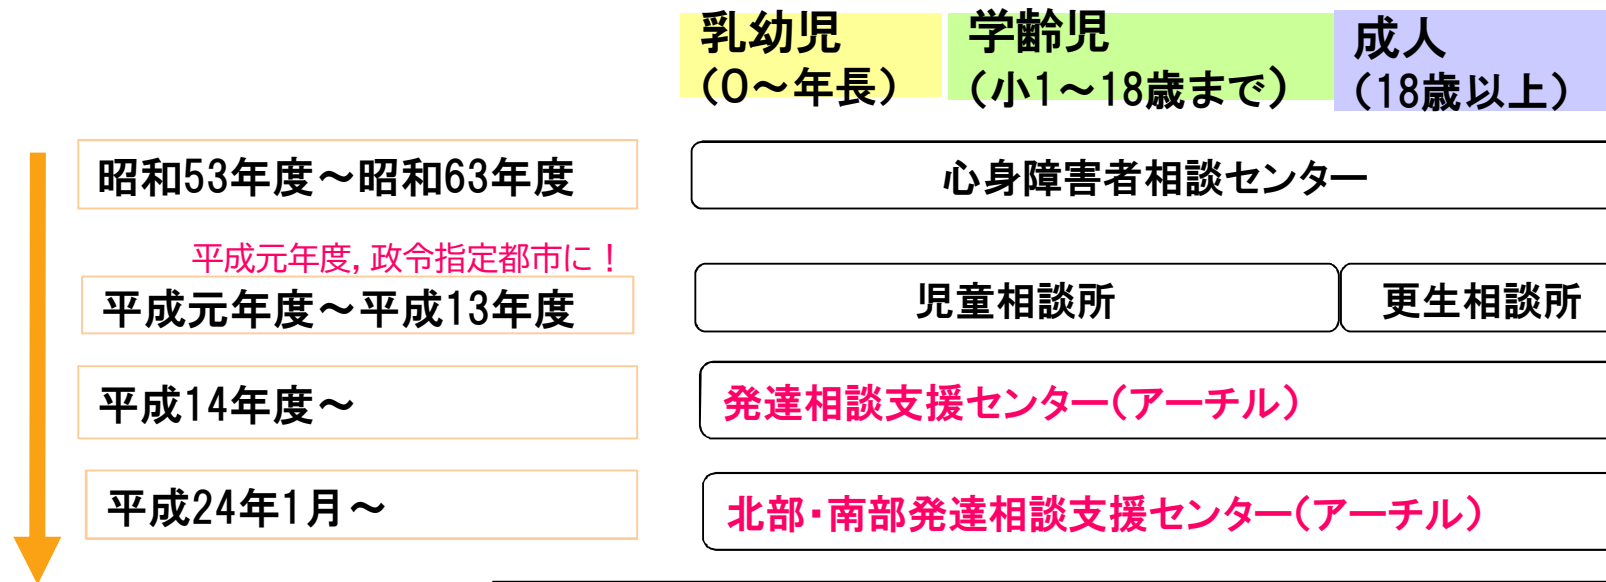 乳幼児
（0～年長）
学齢児
（小1～18歳まで）
成人
（18歳以上）
昭和53年度～昭和63年度
心身障害者相談センター
平成元年度，政令指定都市に！
平成元年度～平成13年度
児童相談所
更生相談所
平成14年度～
発達相談支援センター（アーチル）
平成24年1月～
北部・南部発達相談支援センター（アーチル）